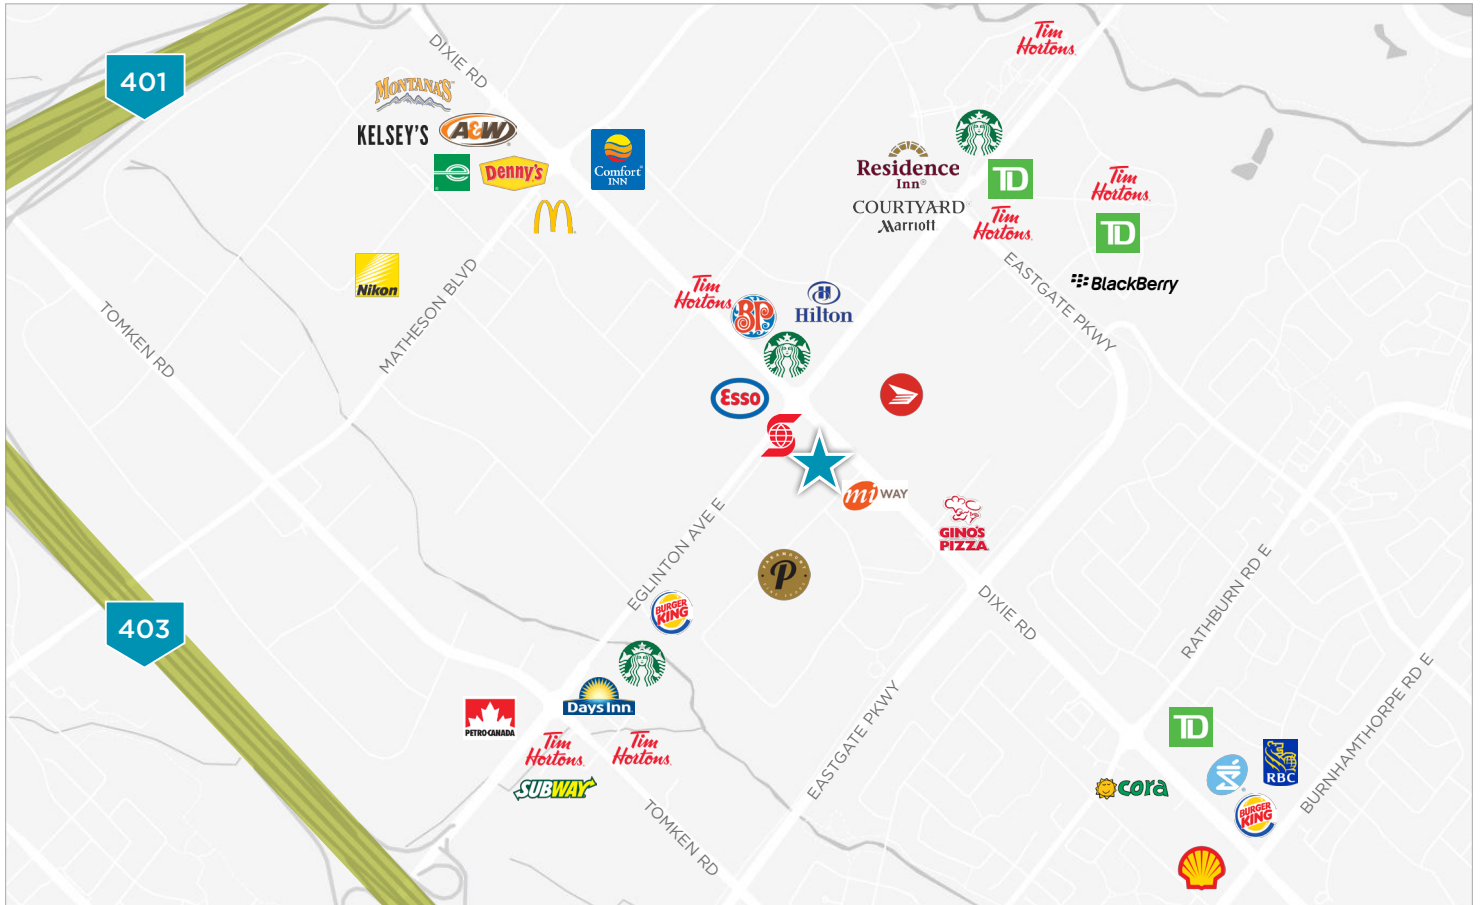 401
DIXIE RD
Tim
Hortons
MONTANA'S
KELSEY'S
A&W
Denny's
Comfort
INN
Residence
Inn
COURTYARD
Marriott
TD
Tim
Hortons
Tim
Hortons
TD
BlackBerry
Nikon
MATHESON BLVD
TOMKEN RD
EASTGATE PKWY
Tim
Hortons
BP
Hilton
Esso
mi WAY
GINO'S
PIZZA
EGLINTON AVE E
PARAMOUNT
P
FINE FOODS
BURGER
KING
403
DIXIE RD
RATHBURN RD E
Days Inn
PETRO-CANADA
Tim
Hortons
Tim
Hortons
SUBWAY
TOMKEN RD
EASTGATE PKWY
BURNHAMTHORPE RD E
TD
RBC
cora
BURGER
KING